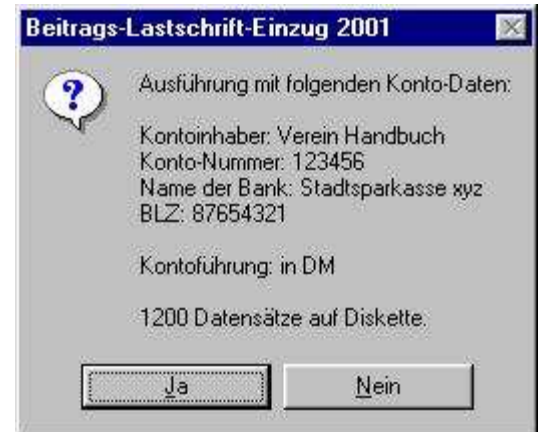 Beitrags-Lastschrift-Einzug 2001
Ausführung mit folgenden Konto-Daten:
Kontoinhaber: Verein Handbuch
Konto-Nummer: 123456
Name der Bank: Stadtsparkasse xyz
BLZ: 87654321
Kontoführung: in DM
1200 Datensätze auf Diskette.
Ja
Nein